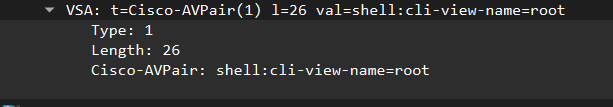 VSA: t=Cisco-AVPair(1) l=26 val=shell:cli-view-name=root
Type: 1
Length: 26
Cisco-AVPair: shell:cli-view-name=root